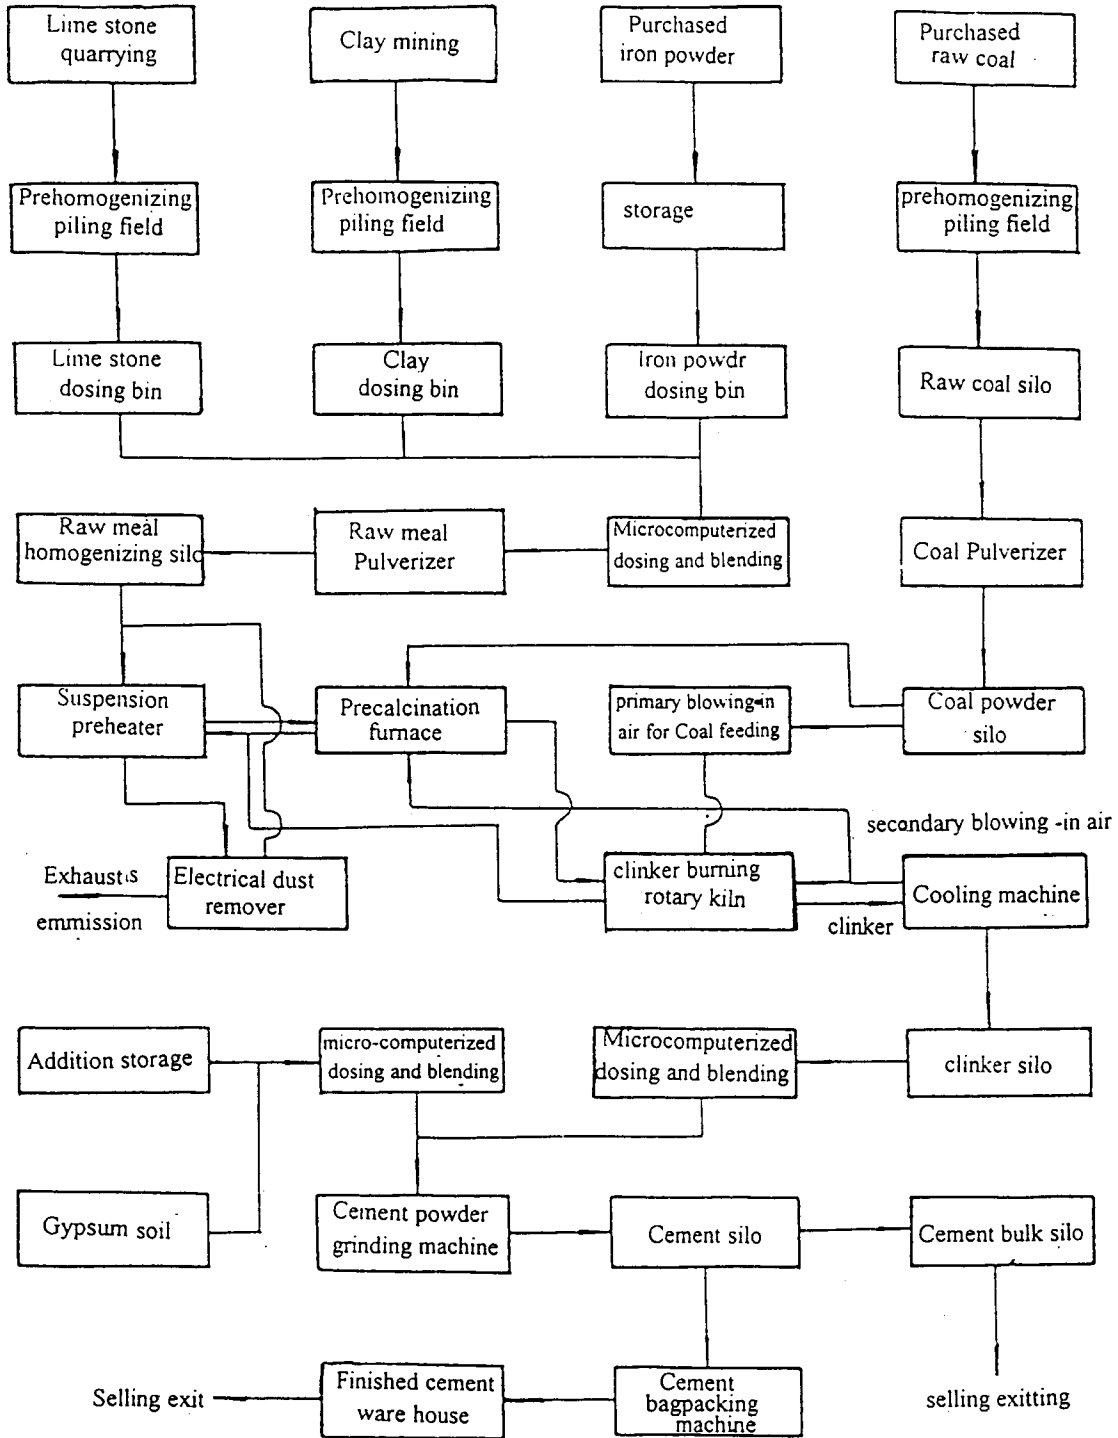 Lime stone
quarrying
Clay mining
Purchased
iron powder
Purchased
raw coal
Prehomogenizing
piling field
Prehomogenizing
piling field
storage
prehomogenizing
piling field
Lime stone
dosing bin
Clay
dosing bin
Iron powdr
dosing bin
Raw coal silo
Raw meal
homogenizing silo
Raw meal
Pulverizer
Microcomputerized
dosing and blending
Coal Pulverizer
Suspension
preheater
Precalcination
furnace
primary blowing-in
air for Coal feeding
Coal powder
silo
secondary blowing -in air
Exhausts
emmission
Electrical dust
remover
clinker burning
rotary kiln
clinker
Cooling machine
Addition storage
micro-computerized
dosing and blending
Microcomputerized
dosing and blending
clinker silo
Gypsum soil
Cement powder
grinding machine
Cement silo
Cement bulk silo
Selling exit
Finished cement
ware house
Cement
bagpacking
machine
selling exitting